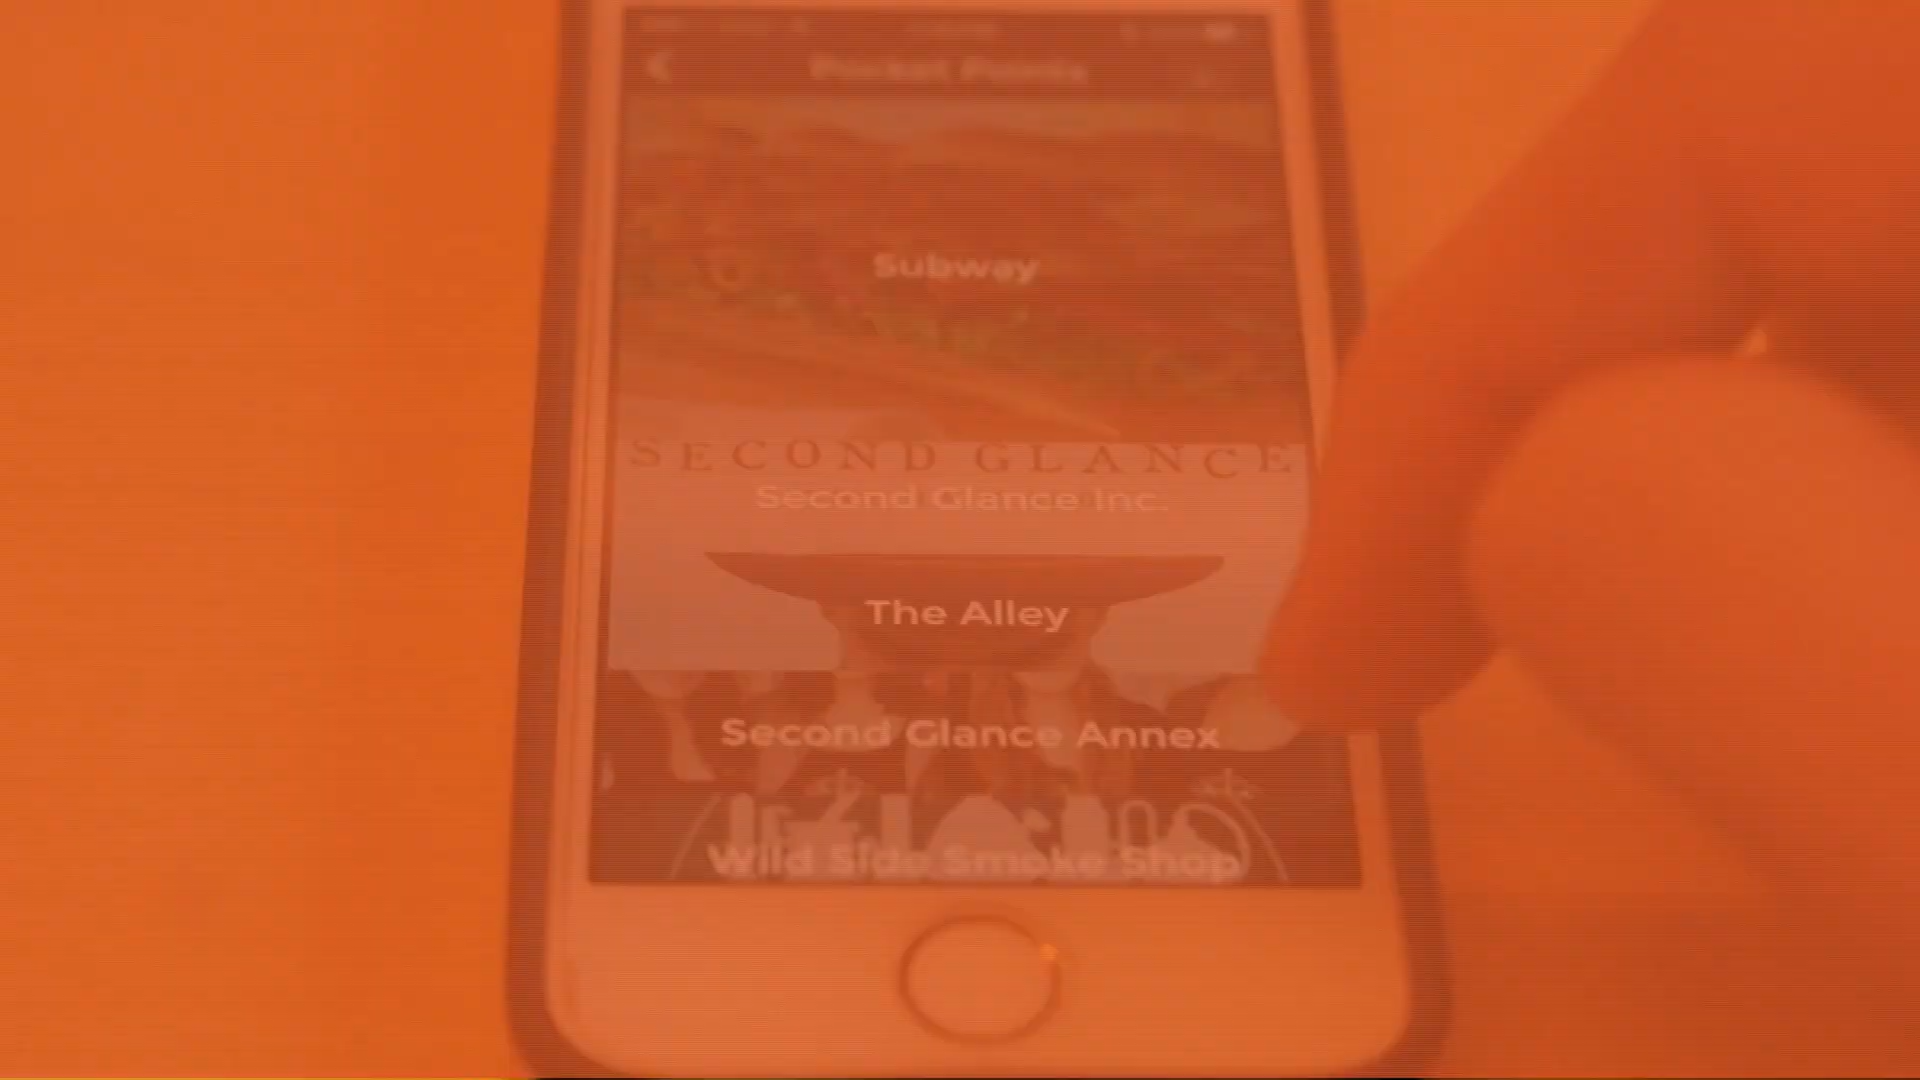 Pocket Points
Subway
SECOND GLANCE
Second Glance Inc.
The Alley
Second Glance Annex
Wild Side Smoke Shop